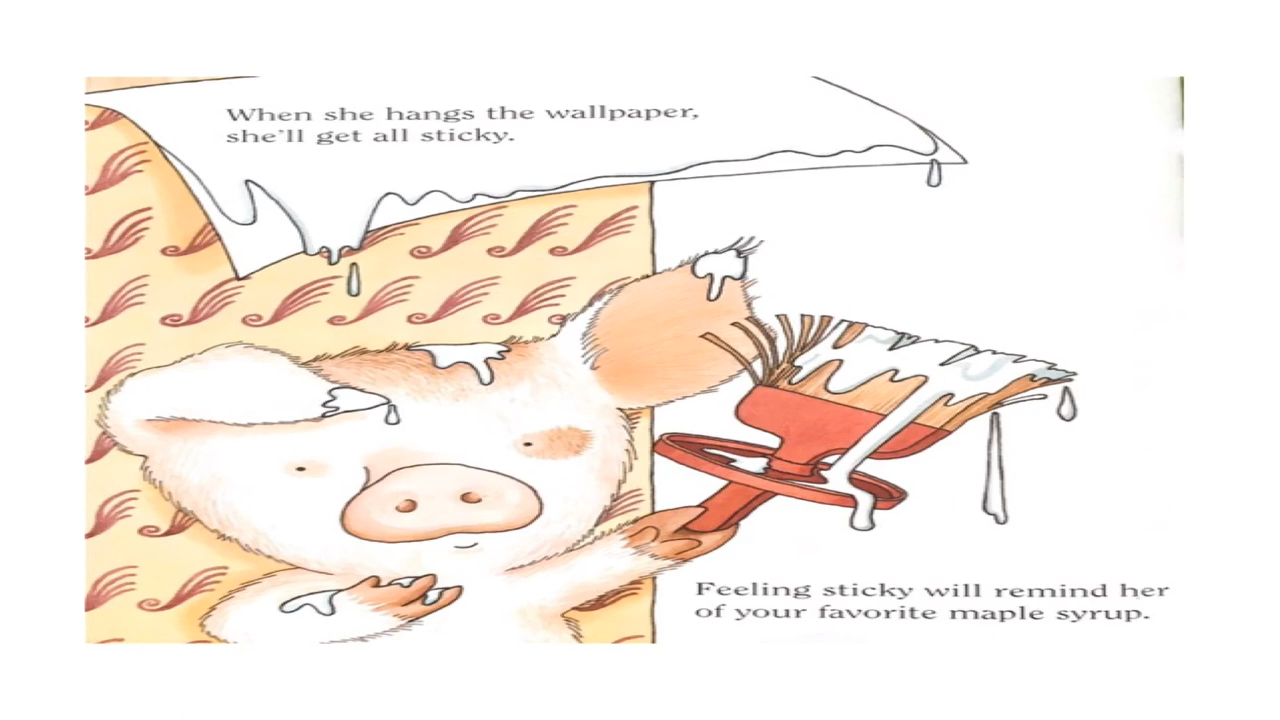 When she hangs the wallpaper,
she'll get all sticky.
Feeling sticky will remind her
of your favorite maple syrup.